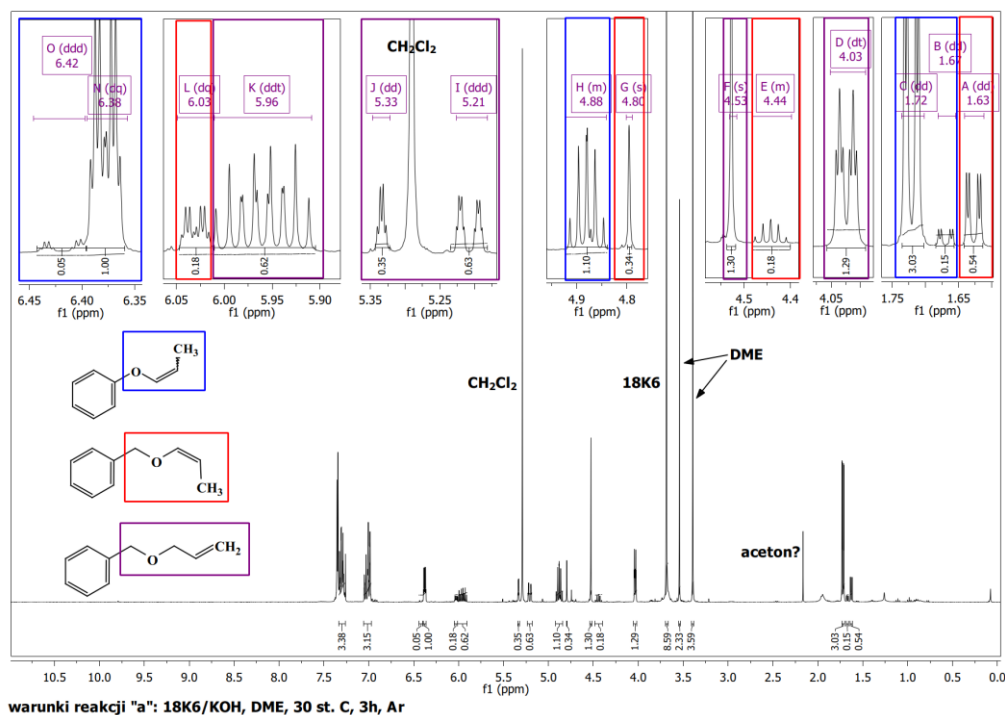 O (ddd)
6.42
N (dq)
6.38
L (dq)
6.03
K (ddt)
5.96
CH2Cl2
J (dd)
5.33
I (ddd)
5.21
H (m)
4.88
G (s)
4.80
F (s)
4.53
E (m)
4.44
D (dt)
4.03
B (dd)
1.67
C (dd)
1.72
A (dd)
1.63
0.05 1.00
0.18 0.62
0.35 0.63
1.10 0.34
1.30 0.18
1.29
3.03 0.15 0.54
6.45 6.40 6.35
f1 (ppm)
6.05 6.00 5.95 5.90
f1 (ppm)
5.35 5.25
f1 (ppm)
4.9 4.8
f1 (ppm)
4.5 4.4
f1 (ppm)
4.05
f1 (ppm)
1.75 1.65
f1 (ppm)
O
CH3
O
CH3
O
CH2
CH2Cl2
18K6
DME
aceton?
3.38 3.15 0.05 1.00 0.18 0.62 0.35 0.63 1.10 0.34 1.30 0.18 1.29 8.59 2.33 3.59 3.03 0.15 0.54
10.5 10.0 9.5 9.0 8.5 8.0 7.5 7.0 6.5 6.0 5.5 5.0 4.5 4.0 3.5 3.0 2.5 2.0 1.5 1.0 0.5 0.0
f1 (ppm)
warunki reakcji "a": 18K6/KOH, DME, 30 st. C, 3h, Ar